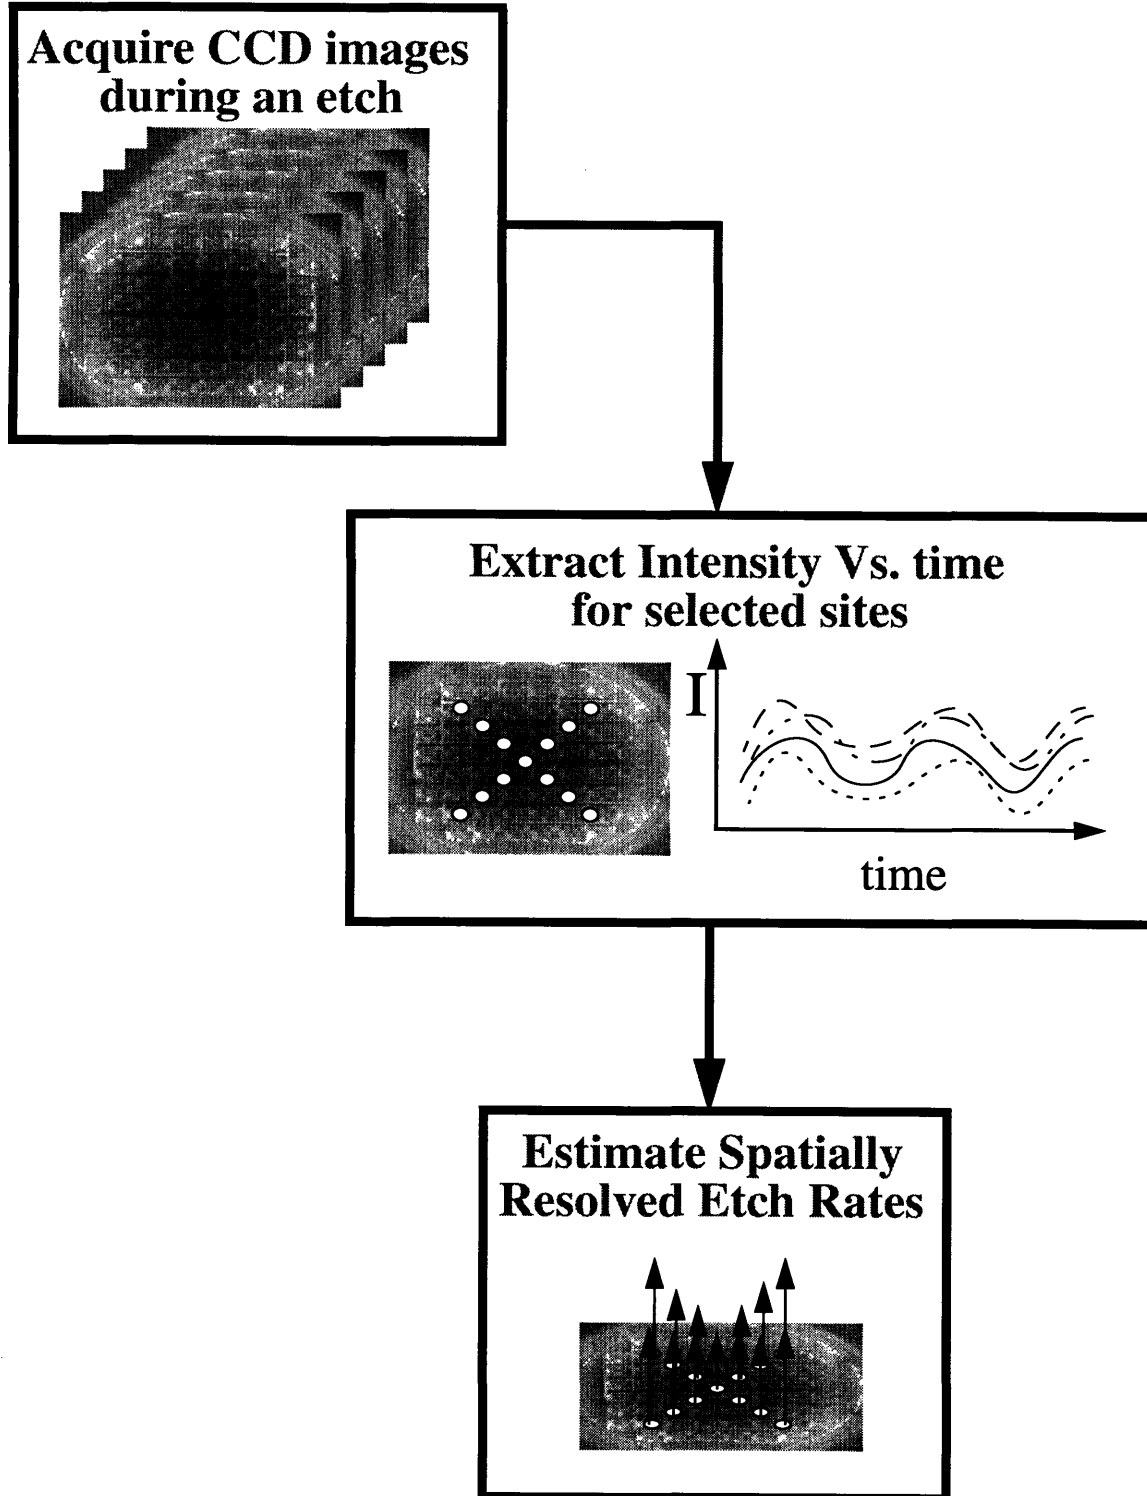 Acquire CCD images
during an etch
Extract Intensity Vs. time
for selected sites
I
time
Estimate Spatially
Resolved Etch Rates